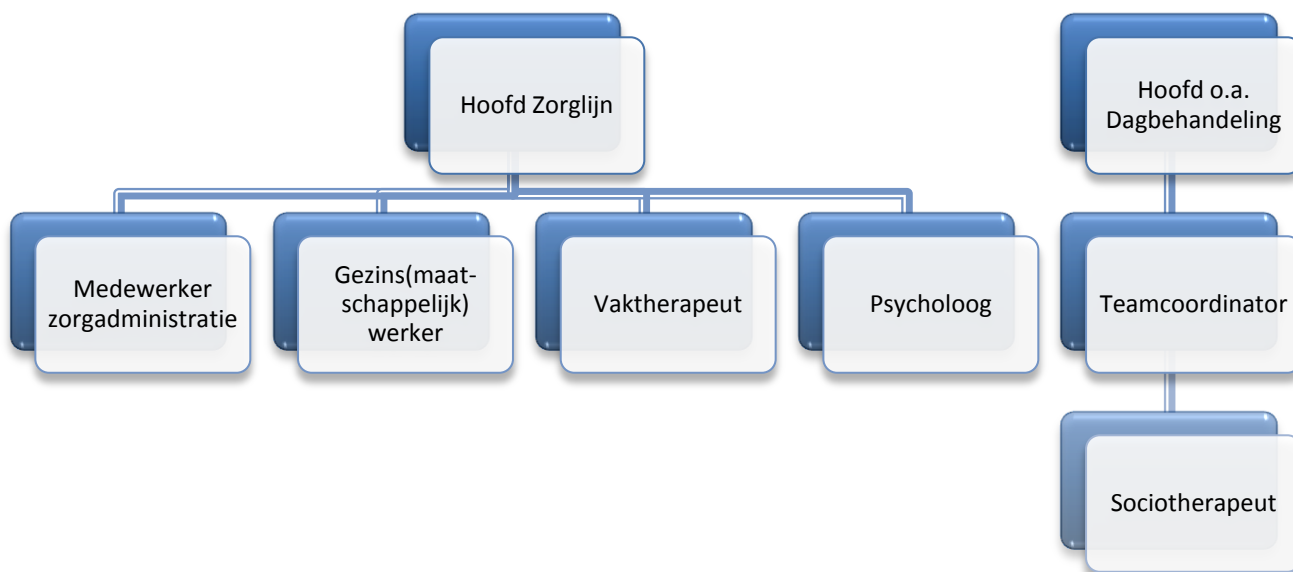 Hoofd Zorglijn
Hoofd o.a.
Dagbehandeling
Medewerker
zorgadministratie
Gezins(maat-
schappelijk)
werker
Vaktherapeut
Psycholoog
Teamcoordinator
Sociotherapeut